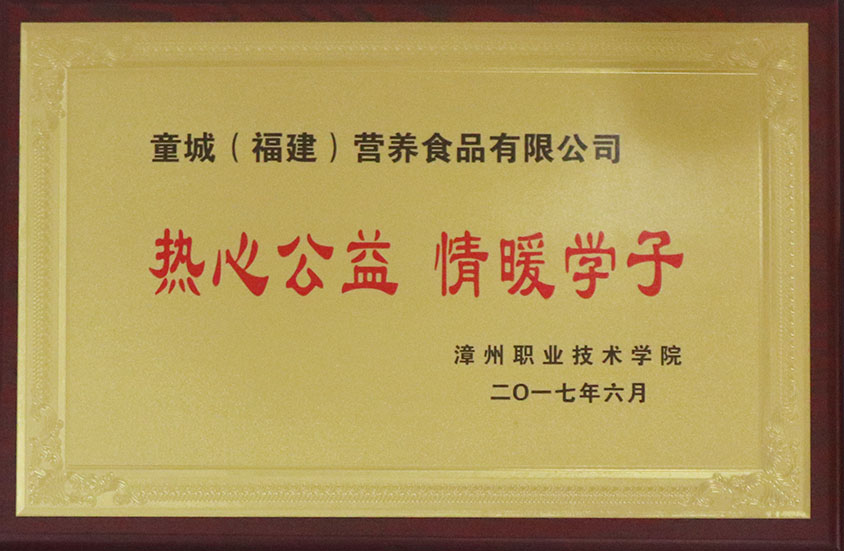 童城（福建）营养食品有限公司
热心公益 情暖学子
漳州职业技术学院
二〇一七年六月